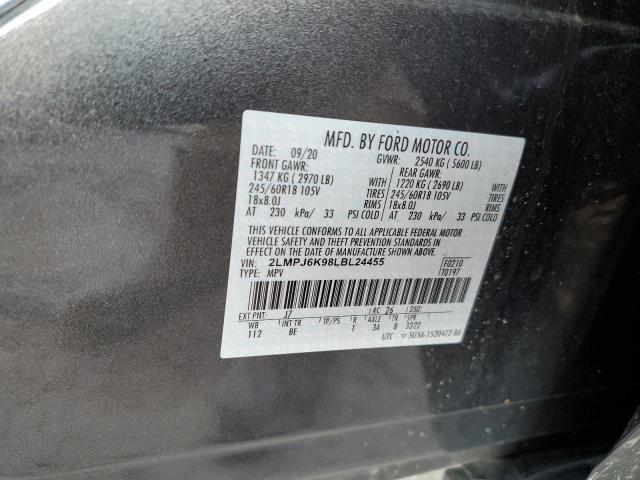 MFD. BY FORD MOTOR CO.
DATE: 09/20 GVWR: 2540 KG ( 5600 LB)
FRONT GAWR: REAR GAWR:
1347 KG ( 2970 LB) WITH 1220 KG ( 2690 LB) WITH
245/60R18 105V TIRES 245/60R18 105V TIRES
18x8.0J RIMS 18x8.0J RIMS
AT 230 kPa/ 33 PSI COLD AT 230 kPa/ 33 PSI COLD
THIS VEHICLE CONFORMS TO ALL APPLICABLE FEDERAL MOTOR
VEHICLE SAFETY AND THEFT PREVENTION STANDARDS IN
EFFECT ON THE DATE OF MANUFACTURE SHOWN ABOVE.
VIN: 2LMPJ6K98LBL24455 F0210
TYPE: MPV T0197
EXT PNT: J7 RC: 26 DSO:
WB INT TR TP/PS R AXLE TR SPR
112 BE 1 3A B 3322
UTC